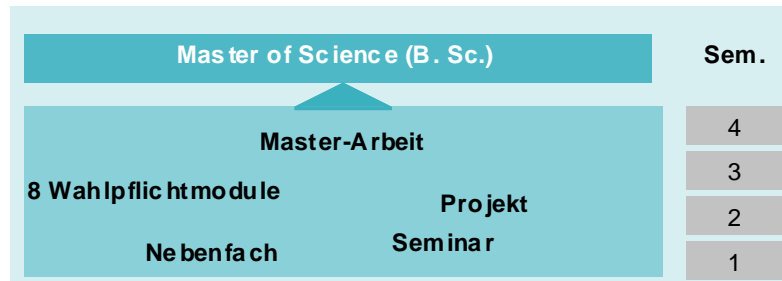 Master of Science (B. Sc.)
Sem.
Master-Arbeit
4
3
8 Wahlpflichtmodule
Projekt
2
Seminar
Nebenfach
1